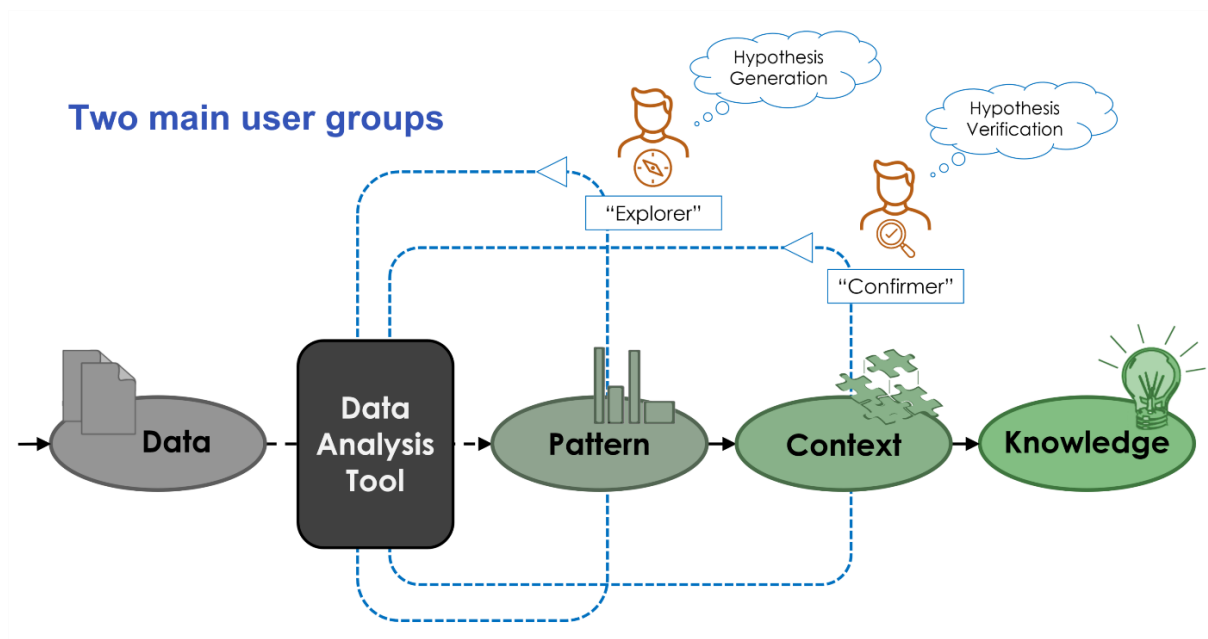 Two main user groups
Hypothesis
Generation
Hypothesis
Verification
“Explorer”
“Confirmer”
Data
Data
Analysis
Tool
Pattern
Context
Knowledge